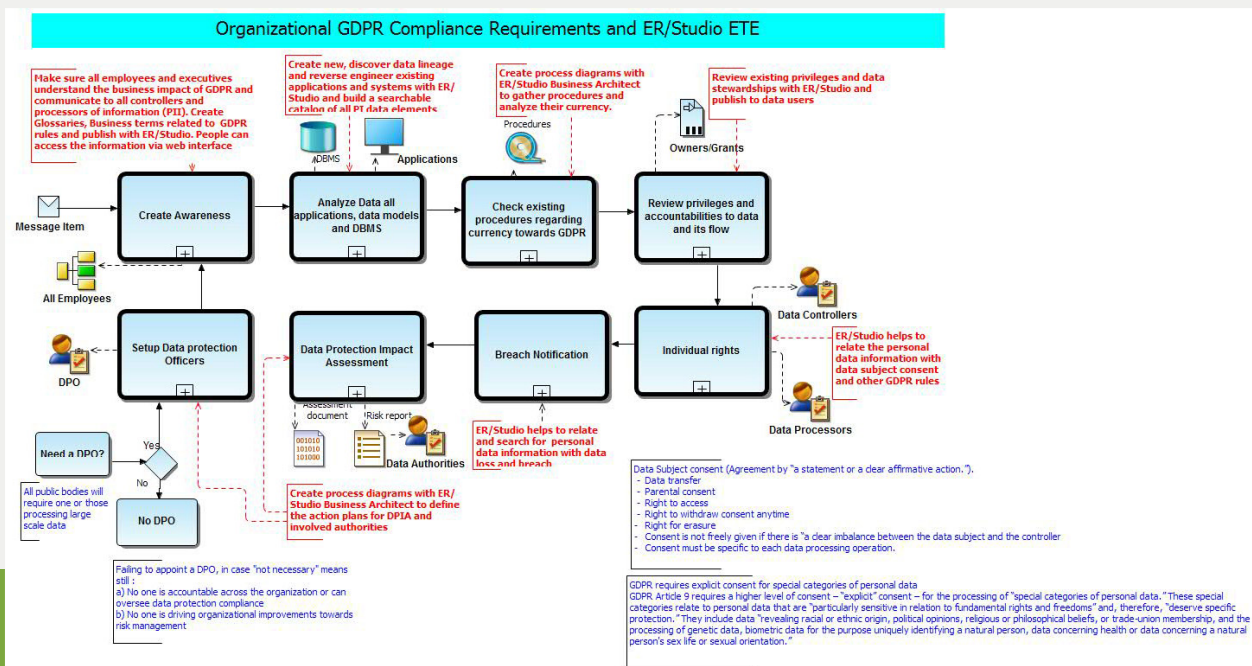 Organizational GDPR Compliance Requirements and ER/Studio ETE
Make sure all employees and executives
understand the business impact of GDPR and
communicate to all controllers and
processors of information (PII). Create
Glossaries, Business terms related to GDPR
rules and publish with ER/Studio. People can
access the information via web interface
Create new, discover data lineage
and reverse engineer existing
applications and systems with ER/
Studio and build a searchable
catalog of all PI data elements
Create process diagrams with
ER/Studio Business Architect
to gather procedures and
analyze their currency.
Review existing privileges and data
stewardships with ER/Studio and
publish to data users
DBMS
Applications
Procedures
Owners/Grants
Message Item
Create Awareness
Analyze Data all
applications, data models
and DBMS
Check existing
procedures regarding
currency towards GDPR
Review privileges and
accountabilities to data
and its flow
All Employees
Data Controllers
DPO
Setup Data protection
Officers
Data Protection Impact
Assessment
Breach Notification
Individual rights
ER/Studio helps to
relate the personal
data information with
data subject consent
and other GDPR rules
Data Processors
Assessment
document
Risk report
Data Authorities
001010
101010
101000
ER/Studio helps to relate
and search for personal
data information with data
loss and breach
Need a DPO?
Yes
No
No DPO
All public bodies will
require one or those
processing large
scale data
Create process diagrams with ER/
Studio Business Architect to define
the action plans for DPIA and
involved authorities
Failing to appoint a DPO, in case "not necessary" means
still :
a) No one is accountable across the organization or can
oversee data protection compliance
b) No one is driving organizational improvements towards
risk management
Data Subject consent (Agreement by “a statement or a clear affirmative action.”).
- Data transfer
- Parental consent
- Right to access
- Right to withdraw consent anytime
- Right for erasure
- Consent is not freely given if there is “a clear imbalance between the data subject and the controller
- Consent must be specific to each data processing operation.
GDPR requires explicit consent for special categories of personal data
GDPR Article 9 requires a higher level of consent – “explicit” consent – for the processing of “special categories of personal data.” These special
categories relate to personal data that are “particularly sensitive in relation to fundamental rights and freedoms” and, therefore, “deserve specific
protection.” They include data “revealing racial or ethnic origin, political opinions, religious or philosophical beliefs, or trade-union membership, and the
processing of genetic data, biometric data for the purpose uniquely identifying a natural person, data concerning health or data concerning a natural
person’s sex life or sexual orientation.”